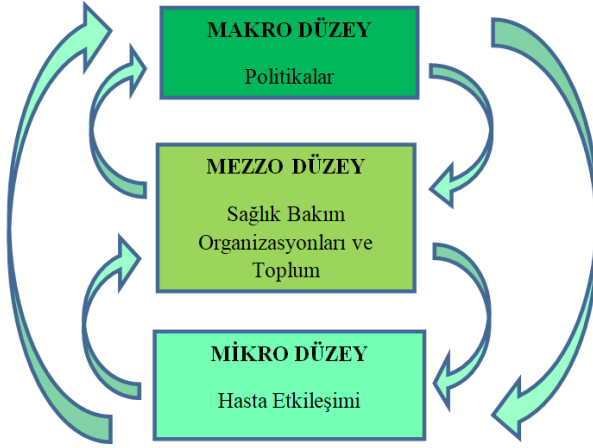 MAKRO DÜZEY
Politikalar
MEZZO DÜZEY
Sağlık Bakım
Organizasyonları ve
Toplum
MİKRO DÜZEY
Hasta Etkileşimi